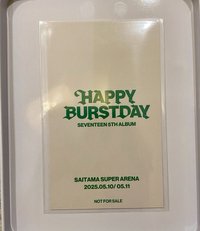 HAPPY
BURSTDAY
SEVENTEEN 5TH ALBUM
SAITAMA SUPER ARENA
2025.05.10/ 05.11
NOT FOR SALE